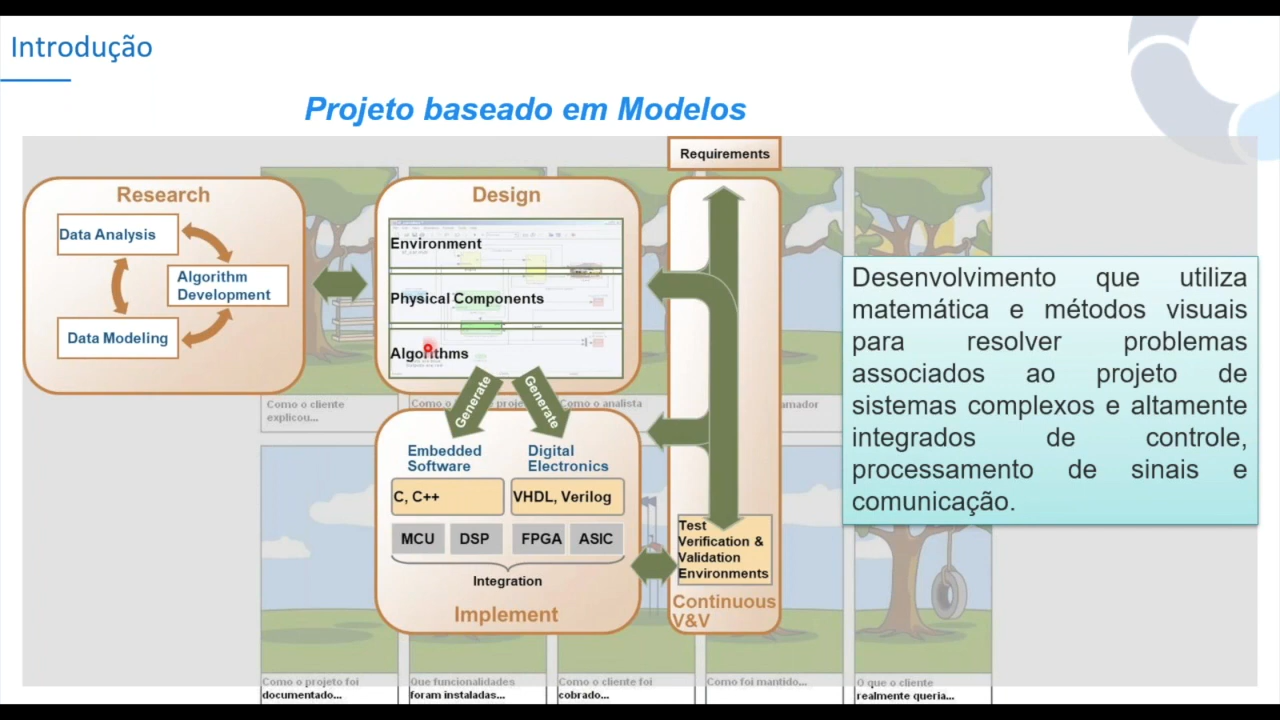 Introdução
Projeto baseado em Modelos
Requirements
Research
Data Analysis
Algorithm
Development
Data Modeling
Design
Environment
Physical Components
Algorithms
Generate
Generate
Embedded
Software
Digital
Electronics
C, C++
VHDL, Verilog
MCU
DSP
FPGA
ASIC
Integration
Implement
Test
Verification &
Validation
Environments
Continuous
V&V
Desenvolvimento que utiliza
matemática e métodos visuais
para resolver problemas
associados ao projeto de
sistemas complexos e altamente
integrados de controle,
processamento de sinais e
comunicação.
Como o cliente
explicou...
Como o
proje
Como o analista
Como o projeto foi
documentado...
Que funcionalidades
foram instaladas...
Como o cliente foi
cobrado...
Como foi mantido...
O que o cliente
realmente queria...